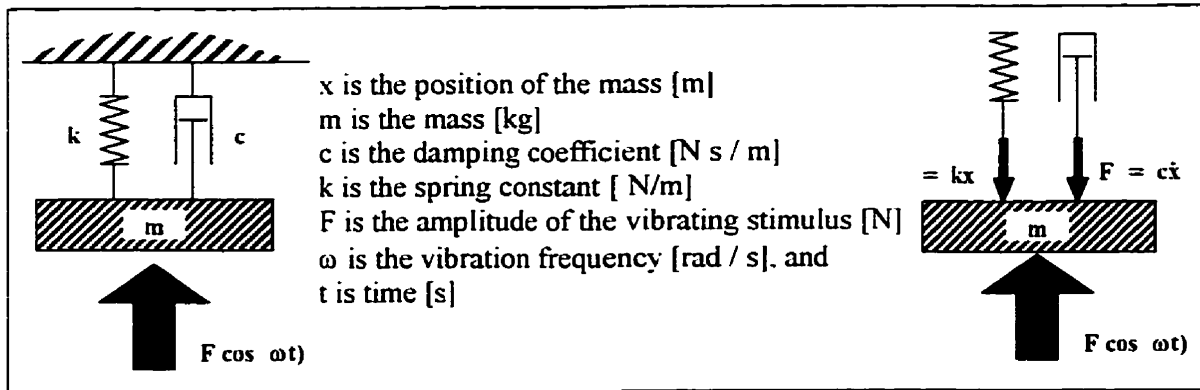 k
c
m
F cos ωt)
x is the position of the mass [m]
m is the mass [kg]
c is the damping coefficient [N s / m]
k is the spring constant [ N/m]
F is the amplitude of the vibrating stimulus [N]
ω is the vibration frequency [rad / s], and
t is time [s]
= kx
F = cẋ
m
F cos ωt)